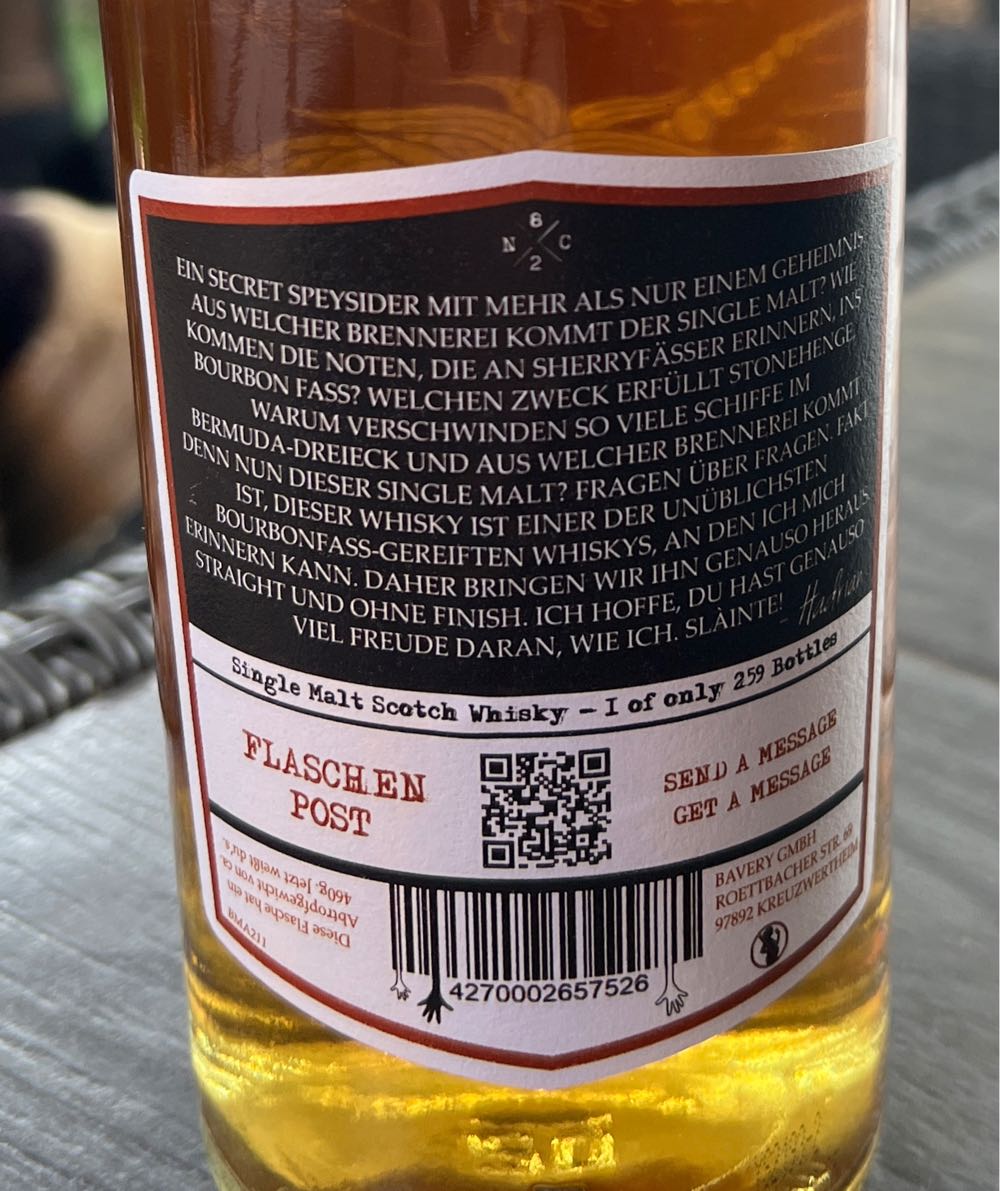 6
N C
2
EIN SECRET SPEYSIDER MIT MEHR ALS NUR EINEM GEHEIMNIS:
AUS WELCHER BRENNEREI KOMMT DER SINGLE MALT? WIE
KOMMEN DIE NOTEN, DIE AN SHERRYFÄSSER ERINNERN, INS
BOURBON FASS? WELCHEN ZWECK ERFÜLLT STONEHENGE,
WARUM VERSCHWINDEN SO VIELE SCHIFFE IM
BERMUDA-DREIECK UND AUS WELCHER BRENNEREI KOMMT
DENN NUN DIESER SINGLE MALT? FRAGEN ÜBER FRAGEN. FAKT
IST, DIESER WHISKY IST EINER DER UNÜBLICHSTEN
BOURBONFASS-GEREIFTEN WHISKYS, AN DEN ICH MICH
ERINNERN KANN. DAHER BRINGEN WIR IHN GENAUSO HERAUS.
STRAIGHT UND OHNE FINISH. ICH HOFFE, DU HAST GENAUSO
VIEL FREUDE DARAN, WIE ICH. SLÀINTE!
Single Malt Scotch Whisky – 1 of only 259 Bottles
FLASCHEN
POST
SEND A MESSAGE
GET A MESSAGE
BAVERY GMBH
ROETTBACHER STR. 69
97892 KREUZWERTHEIM
Diese Flasche hat ein
Abtropfgewicht von ca.
460g. Jetzt weißt du's.
4270002657526